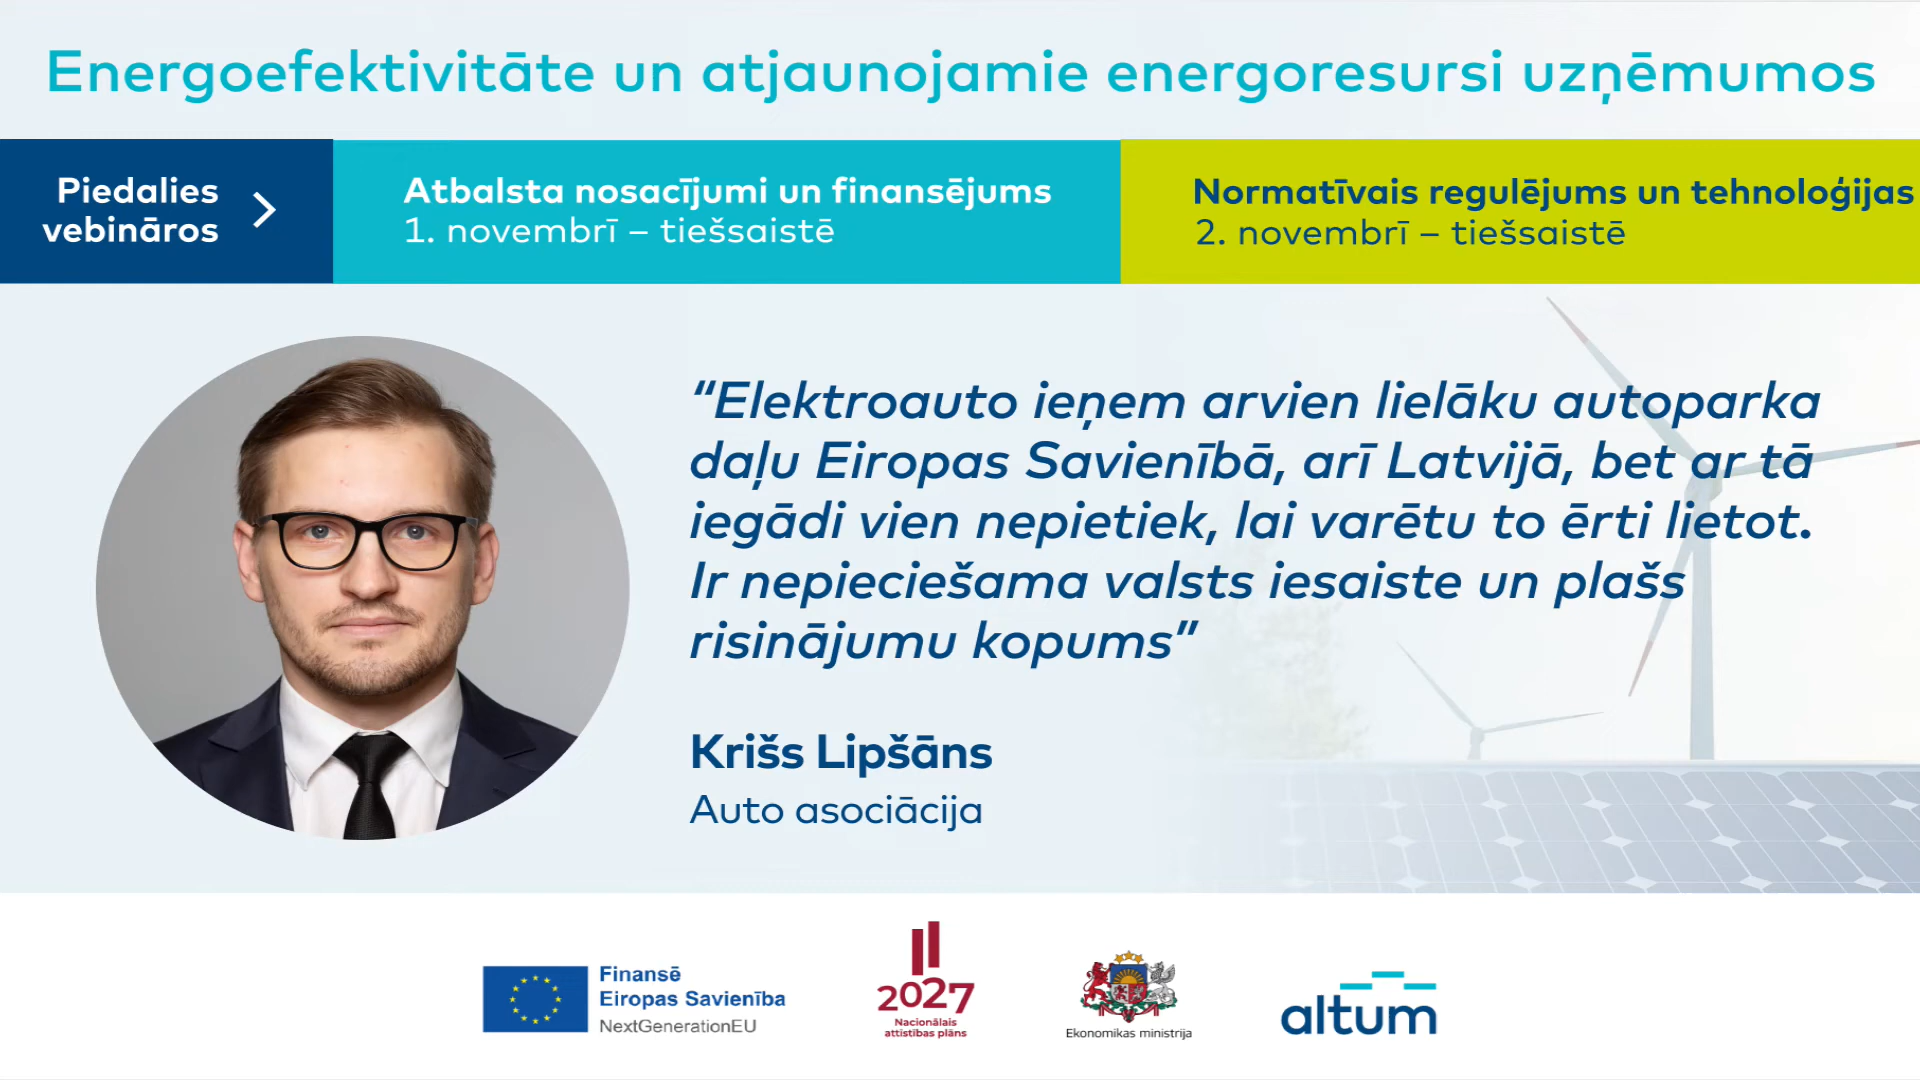 Energoefektivitāte un atjaunojamie energoresursi uzņēmumos
Piedalies
vebināros
Atbalsta nosacījumi un finansējums
1. novembrī – tiešsaistē
Normatīvais regulējums un tehnoloģijas
2. novembrī – tiešsaistē
“Elektroauto ieņem arvien lielāku autoparka
daļu Eiropas Savienībā, arī Latvijā, bet ar tā
iegādi vien nepietiek, lai varētu to ērti lietot.
Ir nepieciešama valsts iesaiste un plašs
risinājumu kopums”
Krišs Lipšāns
Auto asociācija
Finansē
Eiropas Savienība
NextGenerationEU
2027
Nacionālais
attīstības plāns
Ekonomikas ministrija
altum